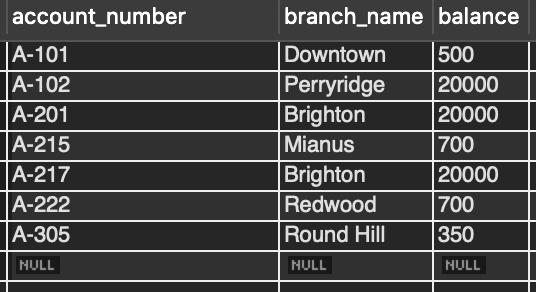 account_number branch_name balance
A-101 Downtown 500
A-102 Perryridge 20000
A-201 Brighton 20000
A-215 Mianus 700
A-217 Brighton 20000
A-222 Redwood 700
A-305 Round Hill 350
NULL NULL NULL